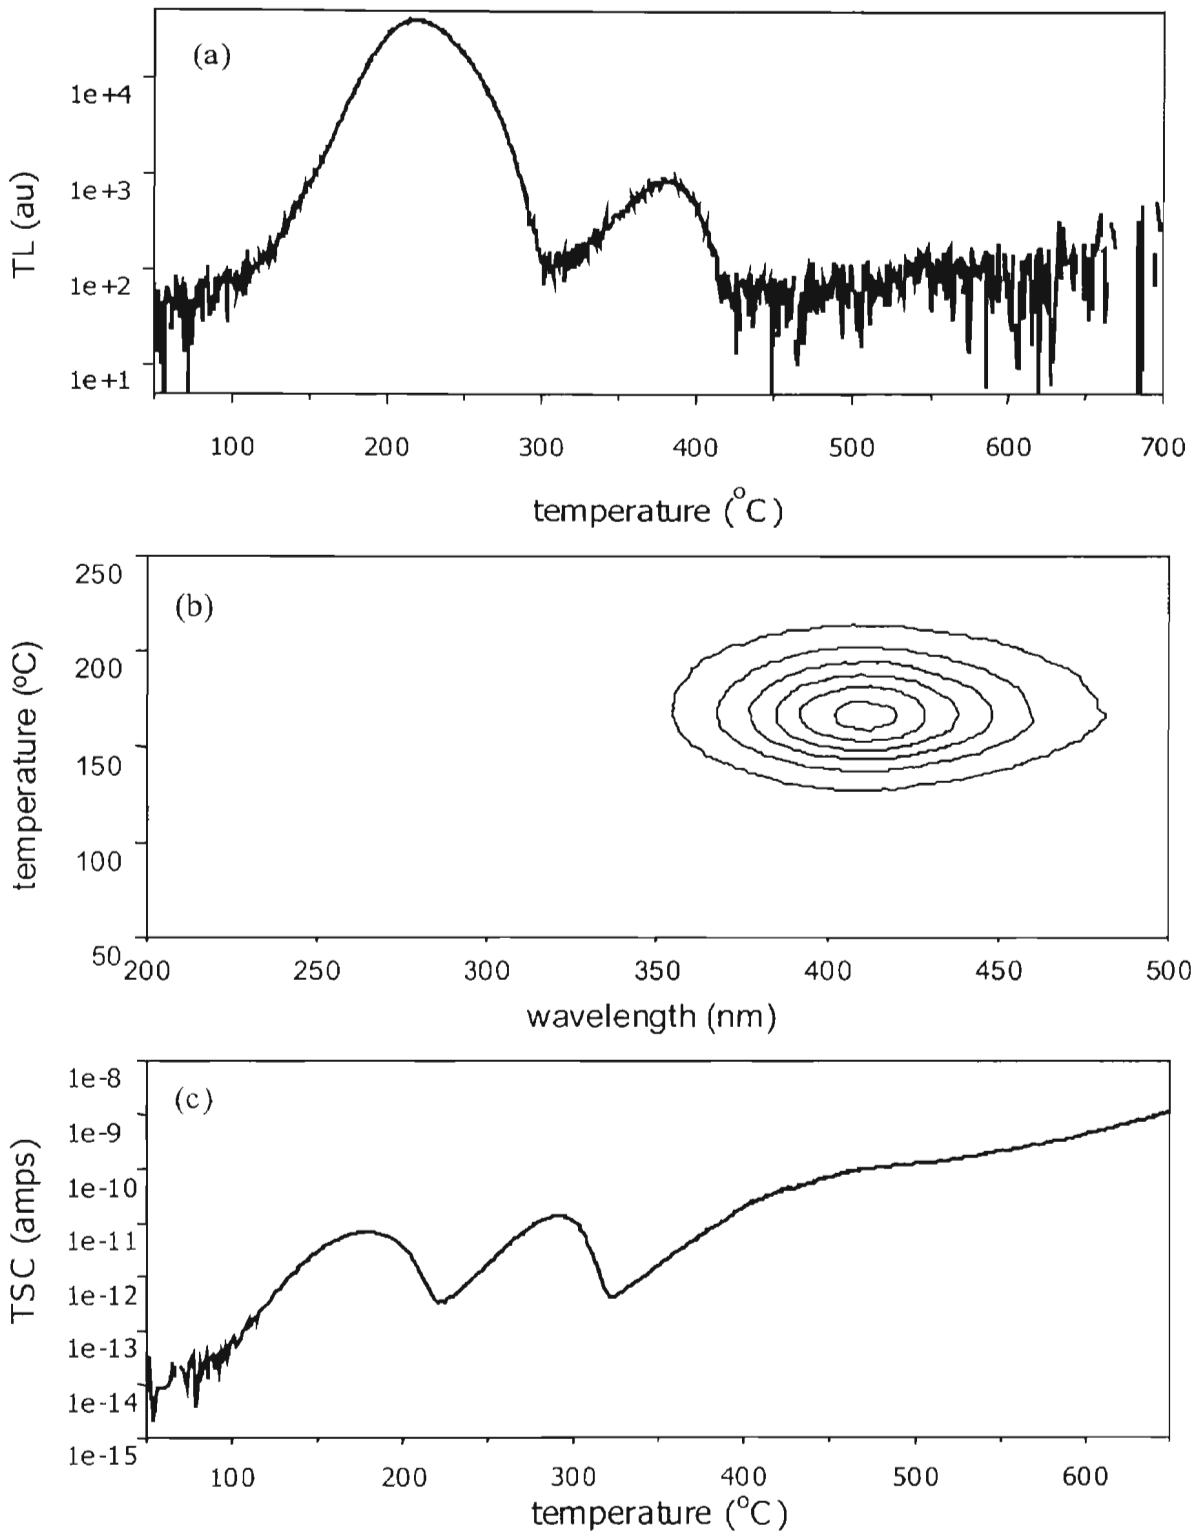 (a)
1e+4
1e+3
1e+2
1e+1
TL (au)
100 200 300 400 500 600 700
temperature (°C)
(b)
250
200
150
100
50
temperature (ºC)
200 250 300 350 400 450 500
wavelength (nm)
(c)
1e-8
1e-9
1e-10
1e-11
1e-12
1e-13
1e-14
1e-15
TSC (amps)
100 200 300 400 500 600
temperature (°C)